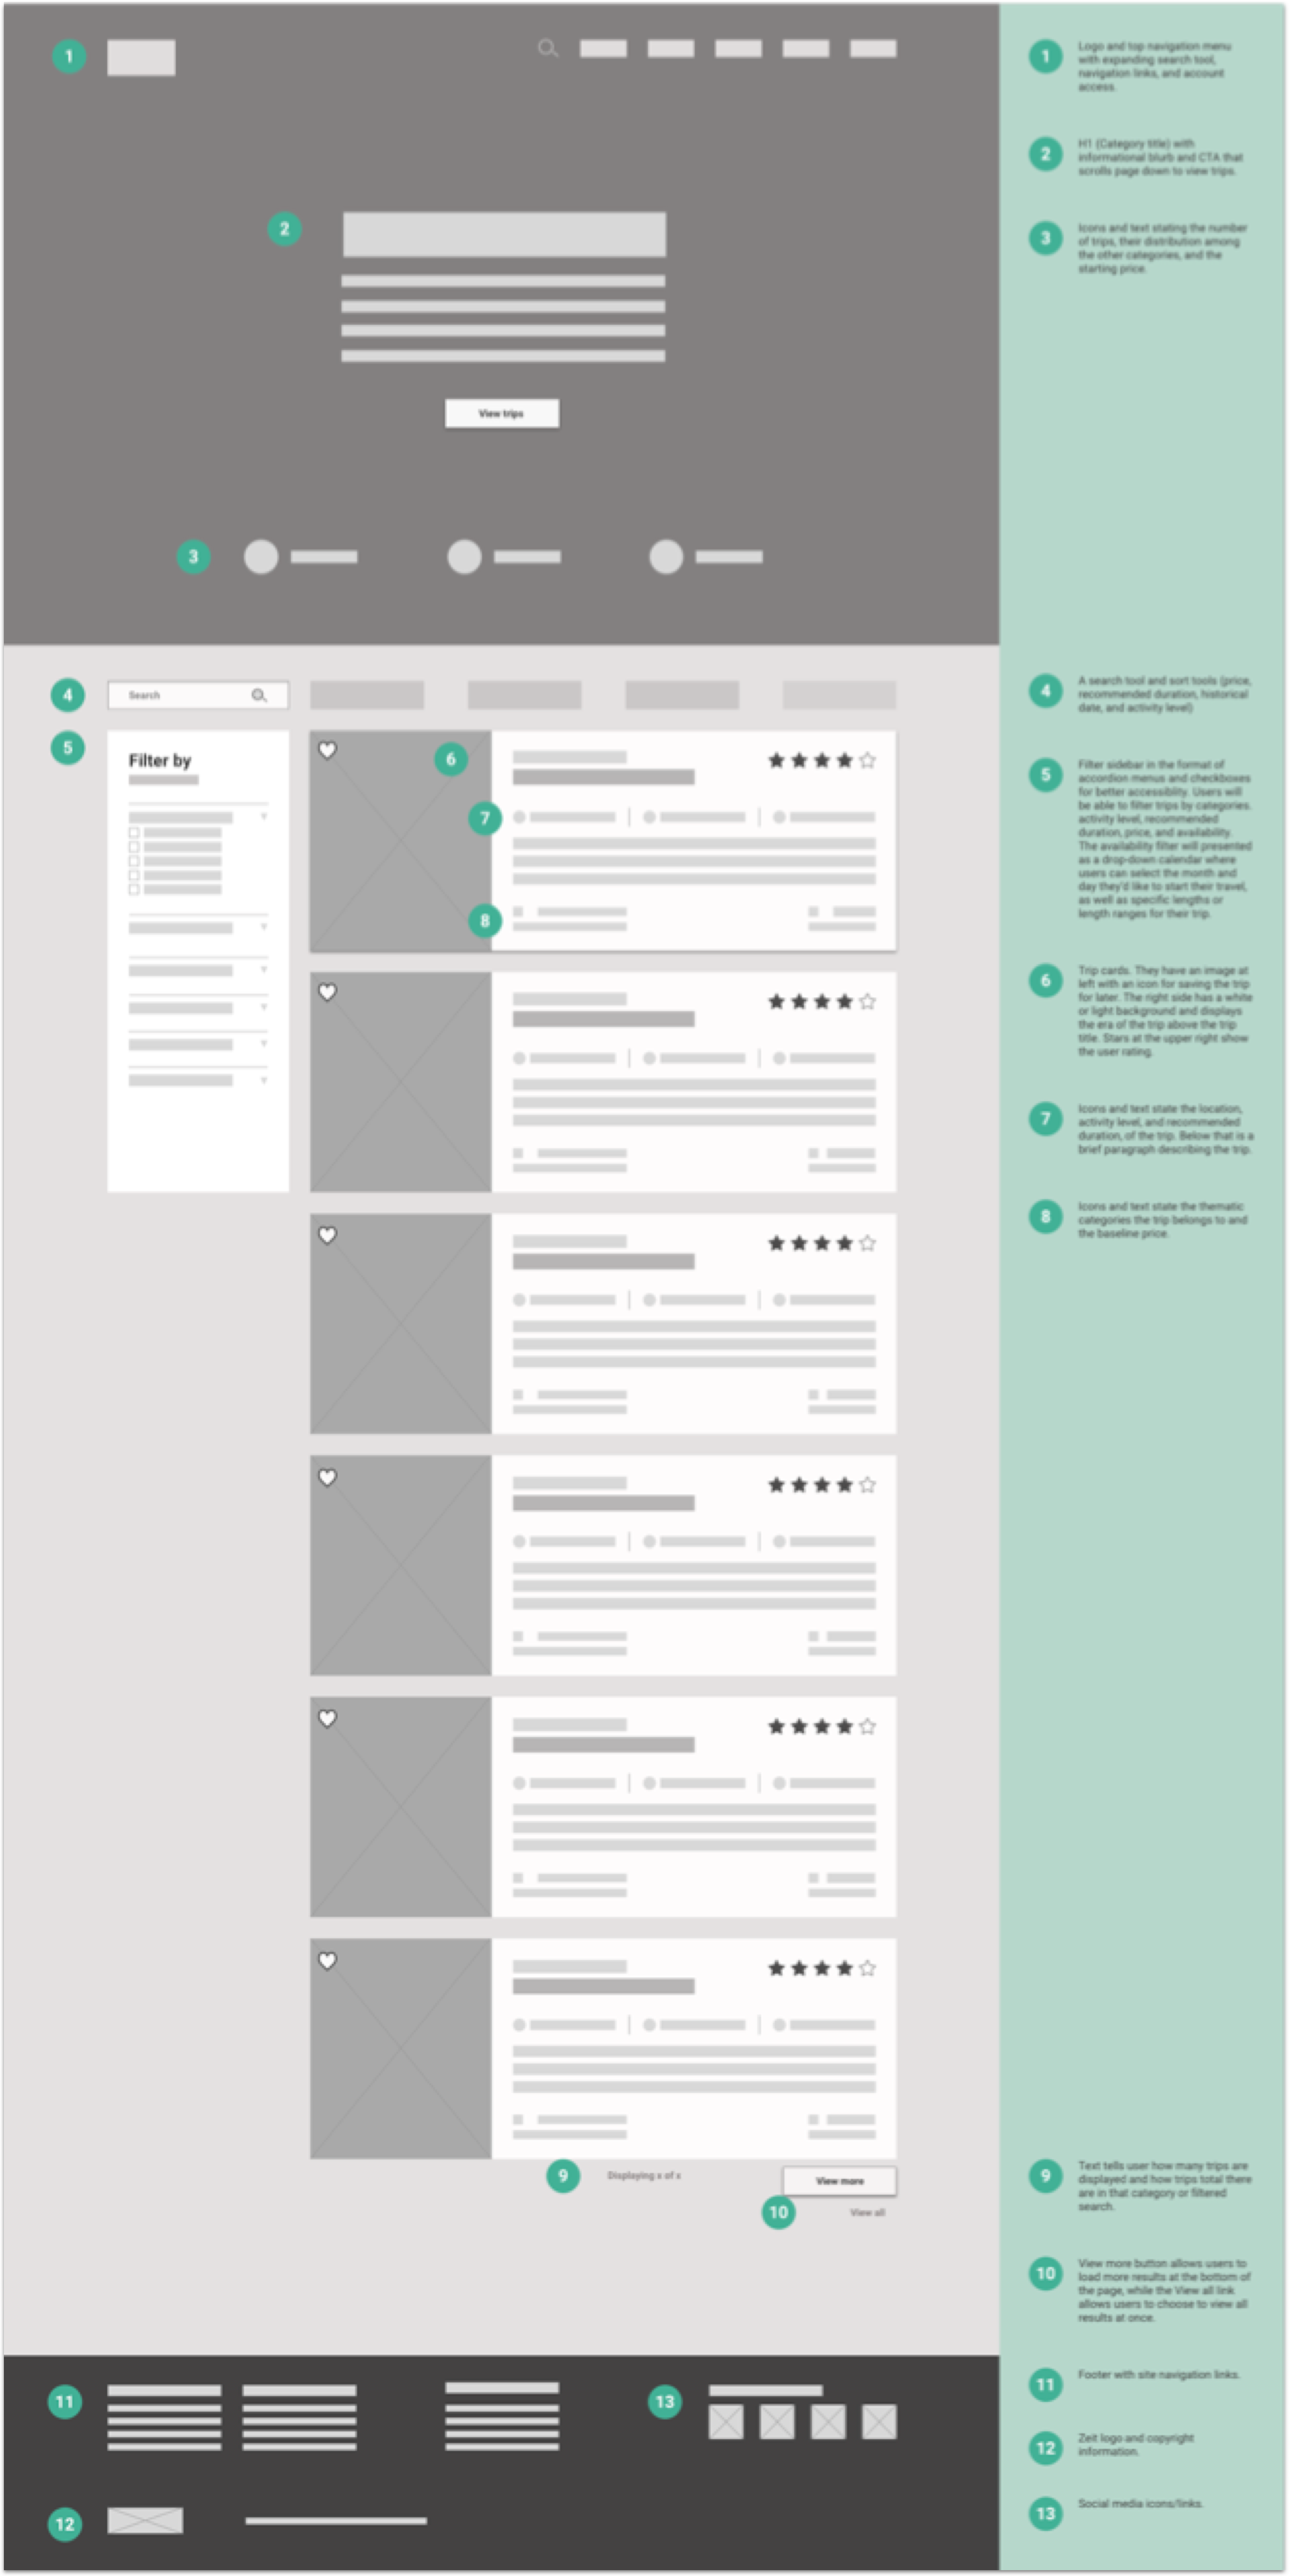 1
2
View trips
3
4
Search
5
Filter by
6
7
8
9
Displaying x of x
View more
10
View all
11
13
12
1
Logo and top navigation menu
with expanding search tool,
navigation links, and account
access.
2
H1 (Category title) with
informational blurb and CTA that
scrolls page down to view trips.
3
Icons and text stating the number
of trips, their distribution among
the other categories, and the
starting price.
4
A search tool and sort tools (price,
recommended duration, historical
date, and activity level)
5
Filter sidebar in the format of
accordion menus and checkboxes
for better accessiblity. Users will
be able to filter trips by categories.
activity level, recommended
duration, price, and availability.
The availability filter will presented
as a drop-down calendar where
users can select the month and
day they'd like to start their travel,
as well as specific lengths or
length ranges for their trip.
6
Trip cards. They have an image at
left with an icon for saving the trip
for later. The right side has a white
or light background and displays
the era of the trip above the trip
title. Stars at the upper right show
the user rating.
7
Icons and text state the location,
activity level, and recommended
duration, of the trip. Below that is a
brief paragraph describing the trip.
8
Icons and text state the thematic
categories the trip belongs to and
the baseline price.
9
Text tells user how many trips are
displayed and how trips total there
are in that category or filtered
search.
10
View more button allows users to
load more results at the bottom of
the page, while the View all link
allows users to choose to view all
results at once.
11
Footer with site navigation links.
12
Zeit logo and copyright
information.
13
Social media icons/links.